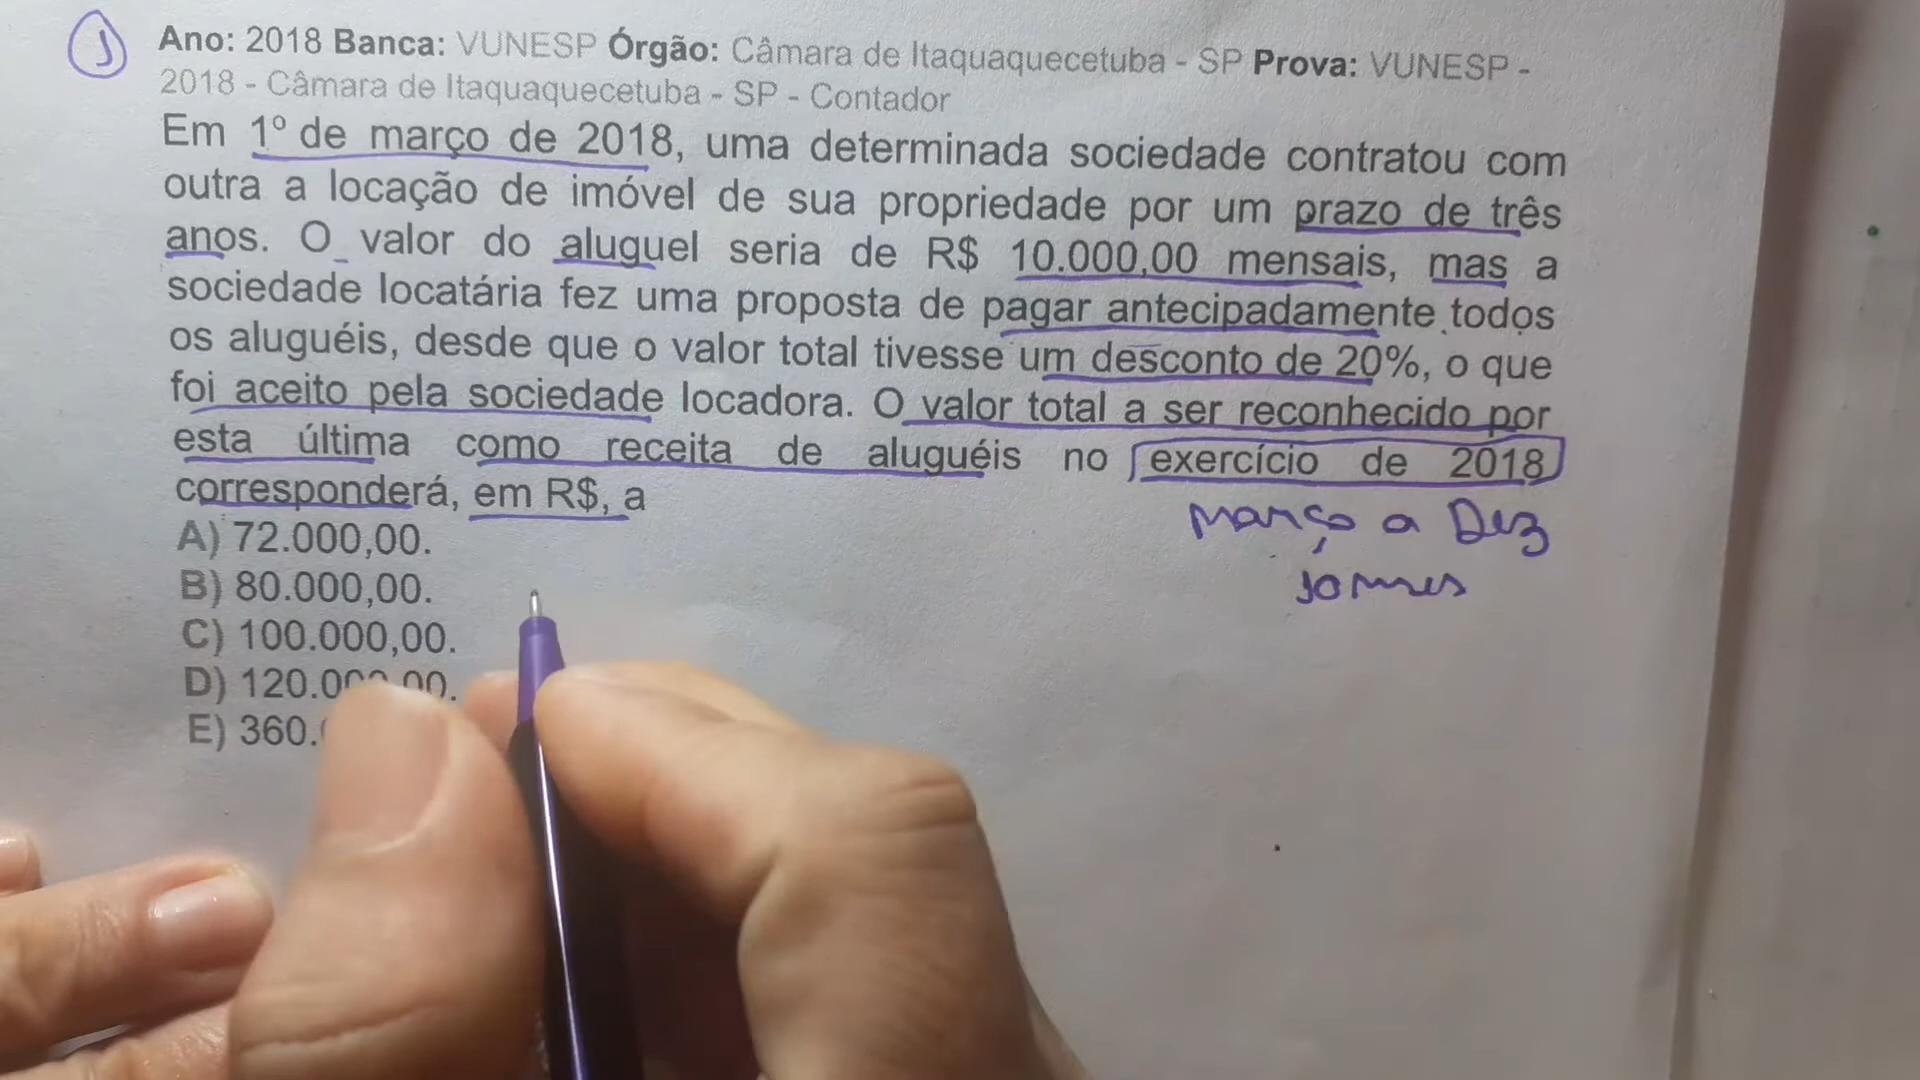 1
Ano: 2018 Banca: VUNESP Órgão: Câmara de Itaquaquecetuba - SP Prova: VUNESP -
2018 - Câmara de Itaquaquecetuba - SP - Contador
Em 1º de março de 2018, uma determinada sociedade contratou com
outra a locação de imóvel de sua propriedade por um prazo de três
anos. O valor do aluguel seria de R$ 10.000,00 mensais, mas a
sociedade locatária fez uma proposta de pagar antecipadamente todos
os aluguéis, desde que o valor total tivesse um desconto de 20%, o que
foi aceito pela sociedade locadora. O valor total a ser reconhecido por
esta última como receita de aluguéis no exercício de 2018
corresponderá, em R$, a
março a Dez
A) 72.000,00.
10 meses
B) 80.000,00.
C) 100.000,00.
D) 120.000,00.
E) 360.